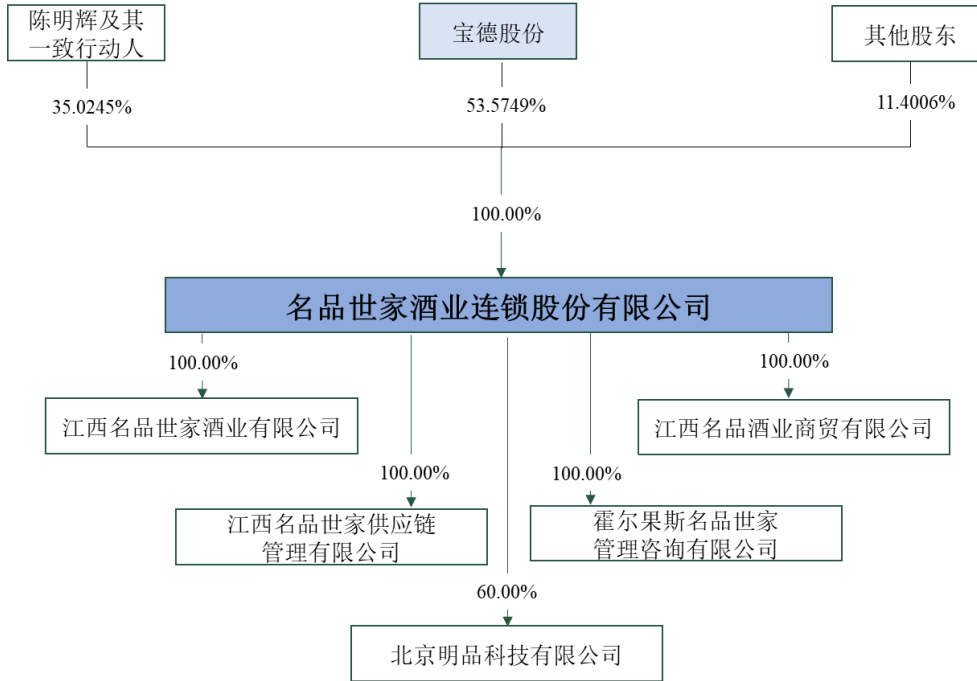 陈明辉及其
一致行动人
宝德股份
其他股东
35.0245%
53.5749%
11.4006%
100.00%
名品世家酒业连锁股份有限公司
100.00%
100.00%
江西名品世家酒业有限公司
江西名品酒业商贸有限公司
100.00%
100.00%
江西名品世家供应链
管理有限公司
霍尔果斯名品世家
管理咨询有限公司
60.00%
北京明品科技有限公司